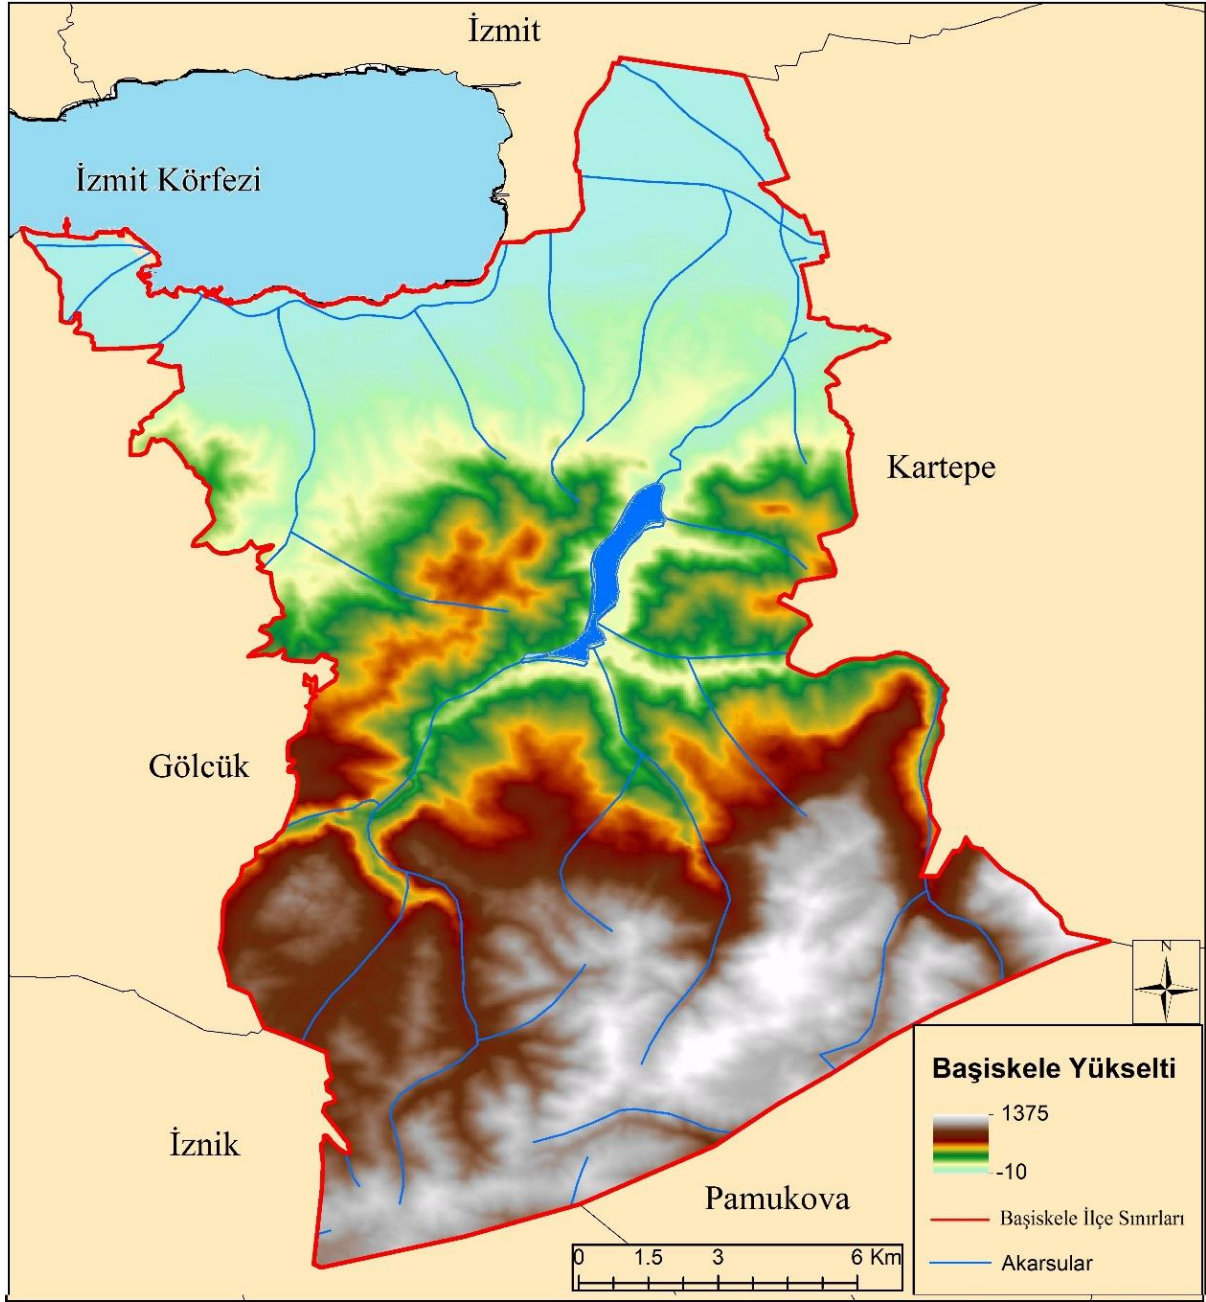 İzmit
İzmit Körfezi
Kartepe
Gölcük
İznik
Pamukova
N
Başiskele Yükselti
1375
-10
Başiskele İlçe Sınırları
Akarsular
0 1.5 3 6 Km